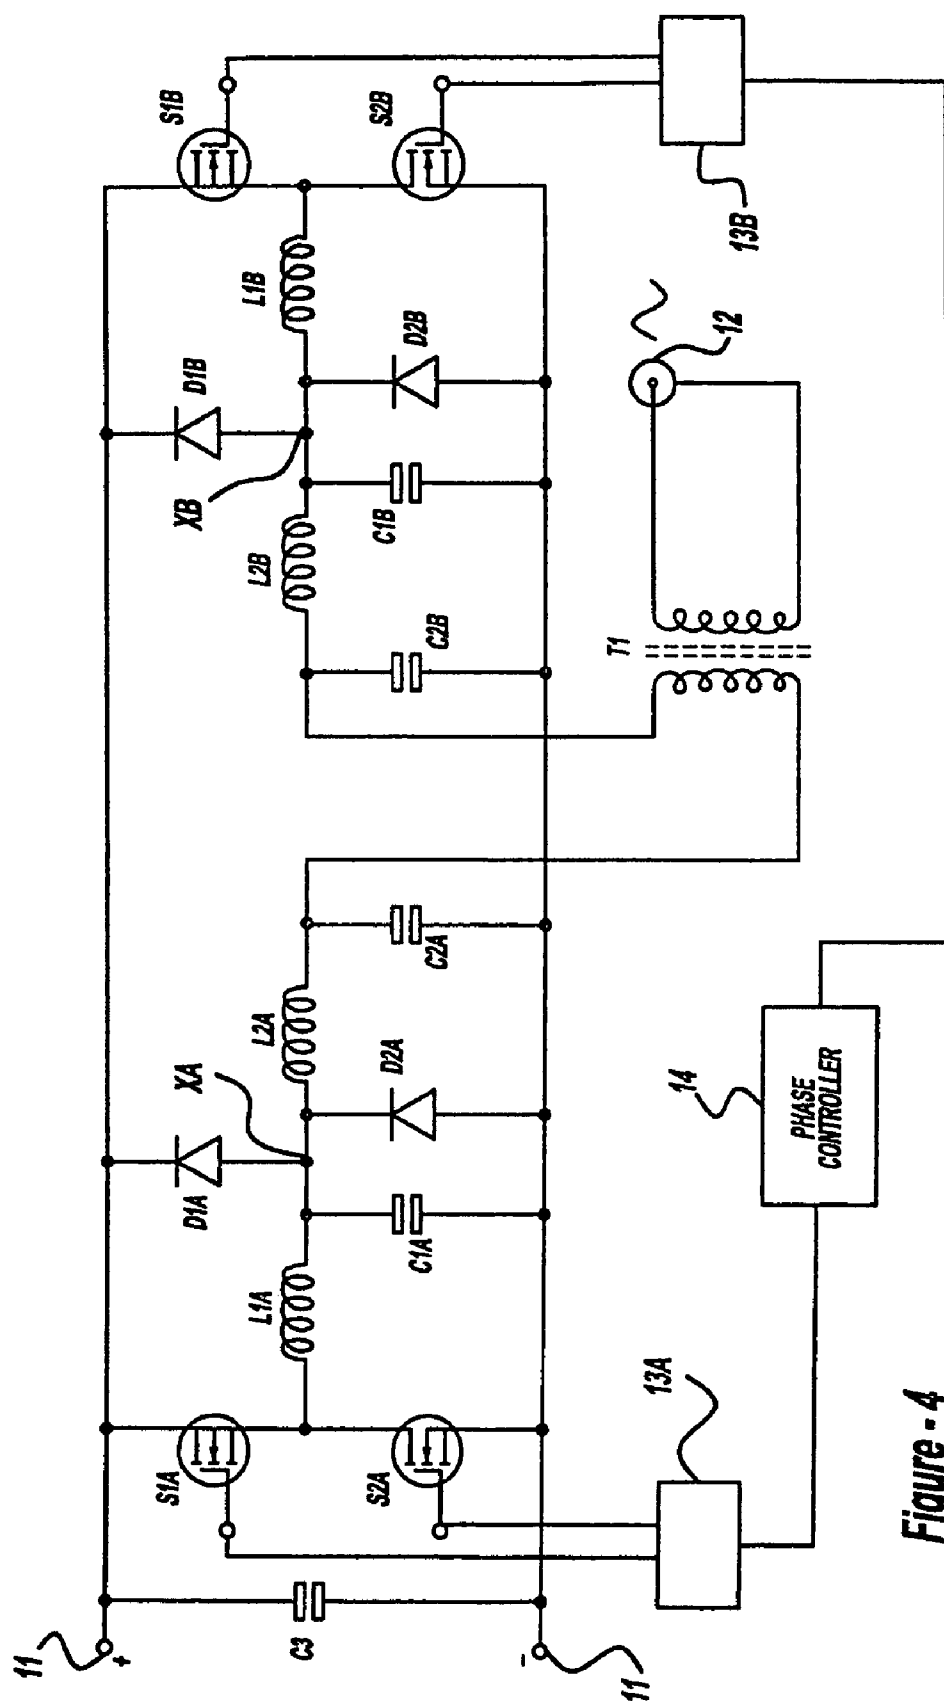 11
+
C3
11
-
S1A
S2A
13A
L1A
D1A
C1A
XA
D2A
L2A
C2A
14
PHASE
CONTROLLER
C2B
L2B
T1
XB
C1B
D1B
D2B
12
L1B
13B
S1B
S2B
Figure - 4